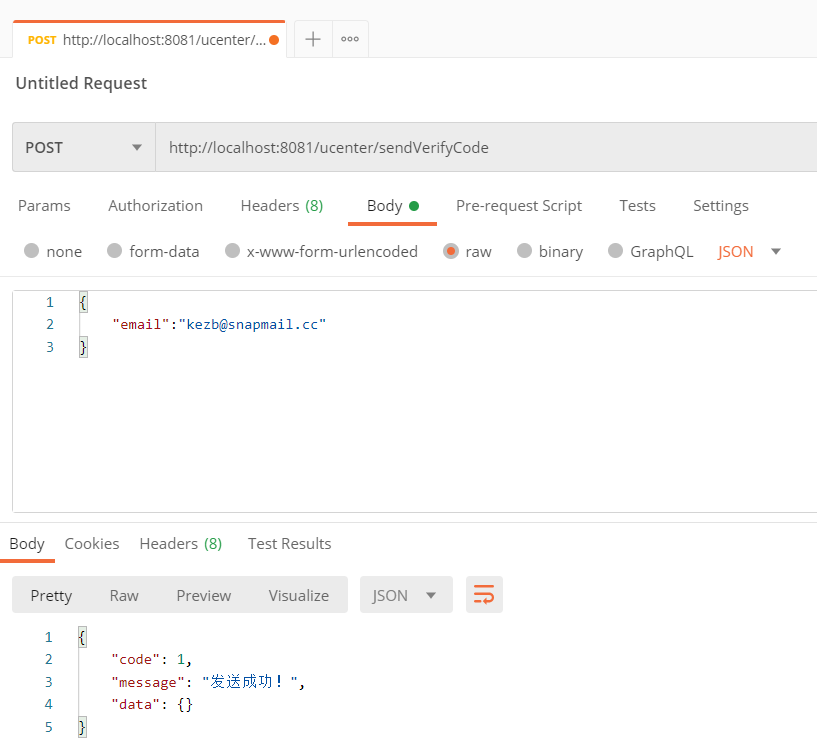 POST http://localhost:8081/ucenter/...
Untitled Request
POST http://localhost:8081/ucenter/sendVerifyCode
Params Authorization Headers (8) Body Pre-request Script Tests Settings
none form-data x-www-form-urlencoded raw binary GraphQL JSON
1 {
2 "email":"kezb@snapmail.cc"
3 }
Body Cookies Headers (8) Test Results
Pretty Raw Preview Visualize JSON
1 {
2 "code": 1,
3 "message": "发送成功！",
4 "data": {}
5 }